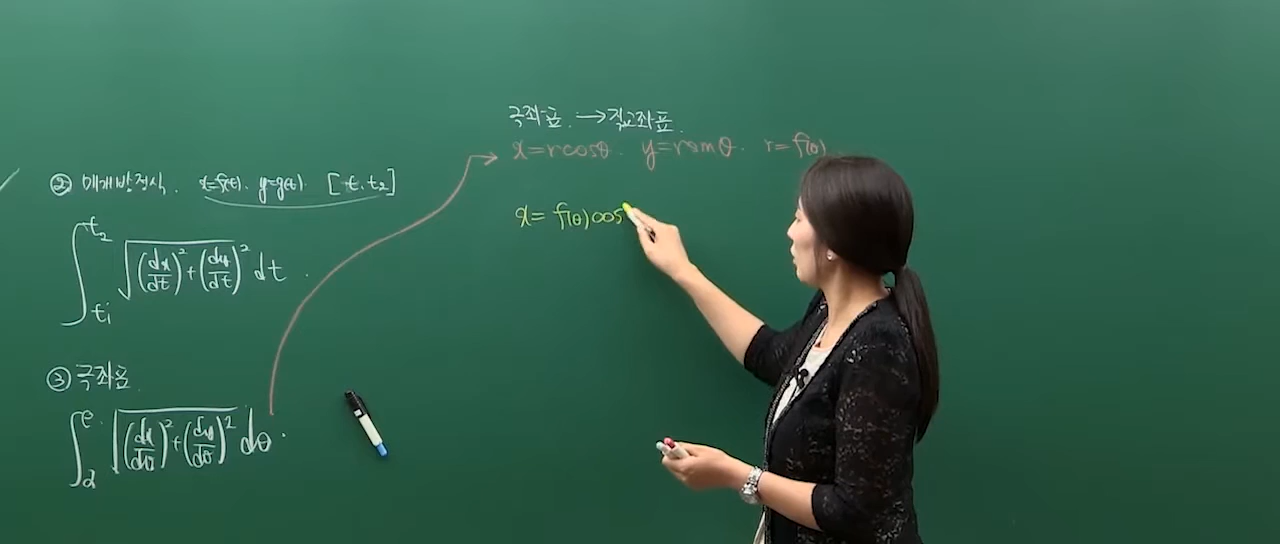 ② 매개방정식. x=f(t). y=g(t). [t₁. t₂]
∫_{t₁}^{t₂} √((dx/dt)²+(dy/dt)²) dt.
③ 극좌표.
∫_α^β √((dx/dθ)²+(dy/dθ)²) dθ.
극좌표. → 직교좌표.
x=rcosθ. y=rsinθ. r=f(θ)
x= f(θ)cos